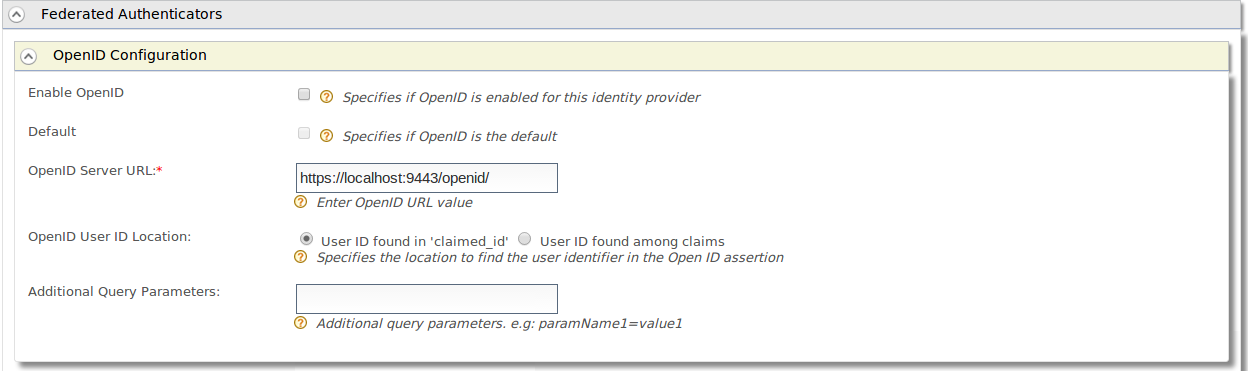 Federated Authenticators
OpenID Configuration
Enable OpenID
? Specifies if OpenID is enabled for this identity provider
Default
? Specifies if OpenID is the default
OpenID Server URL:*
https://localhost:9443/openid/
? Enter OpenID URL value
OpenID User ID Location:
User ID found in 'claimed_id' User ID found among claims
? Specifies the location to find the user identifier in the Open ID assertion
Additional Query Parameters:
? Additional query parameters. e.g: paramName1=value1